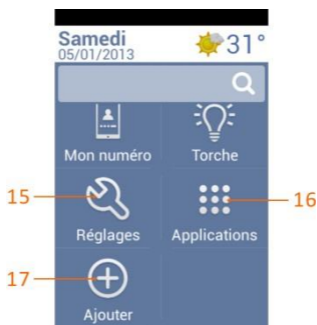 Samedi
05/01/2013
31°
Mon numéro
Torche
15
16
Réglages
Applications
17
Ajouter